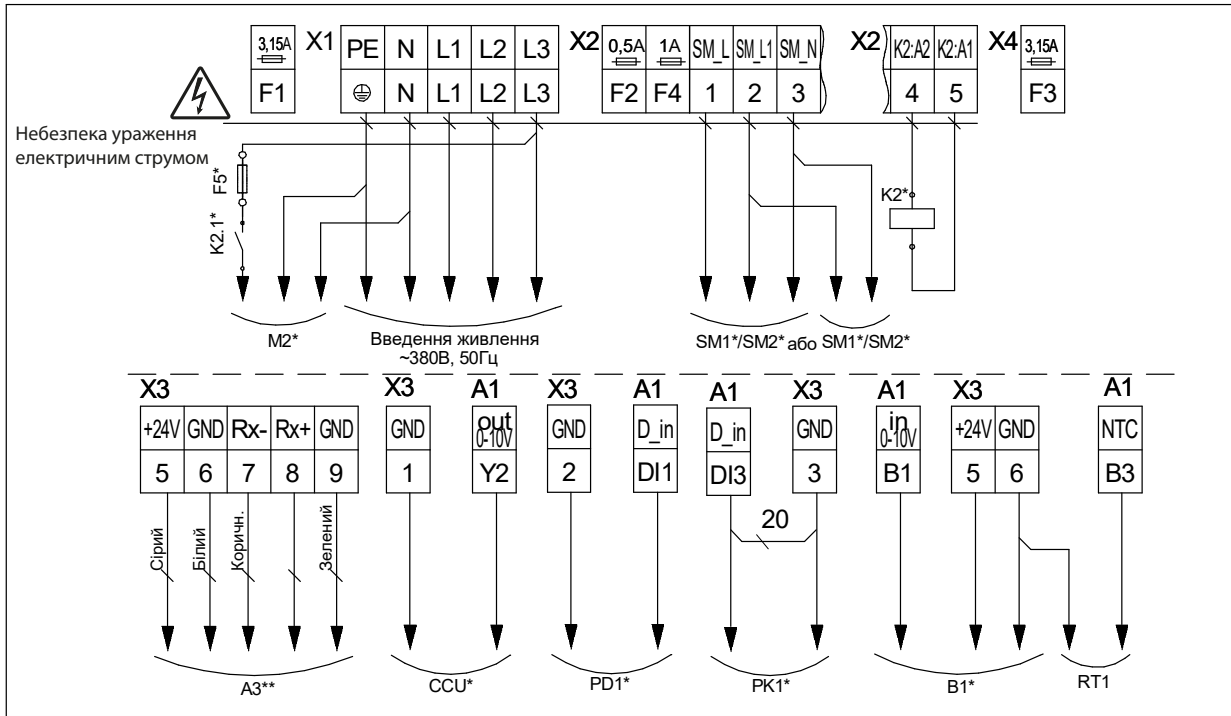 3,15A X1 PE N L1 L2 L3 X2 0,5A 1A SM_L SM_L1 SM_N X2 K2:A2 K2:A1 X4 3,15A
F1 N L1 L2 L3 F2 F4 1 2 3 4 5 F3
Небезпека ураження
електричним струмом
F5*
K2.1*
K2*
M2*
Введення живлення
~380В, 50Гц
SM1*/SM2* або SM1*/SM2*
X3 X3 A1 X3 A1 A1 X3 A1 X3 A1
+24V GND Rx- Rx+ GND GND out 0-10V GND D_in D_in GND in 0-10V +24V GND NTC
5 6 7 8 9 1 Y2 2 DI1 DI3 3 B1 5 6 B3
Сірий
Білий
Коричн.
Зелений
20
A3** CCU* PD1* PK1* B1* RT1